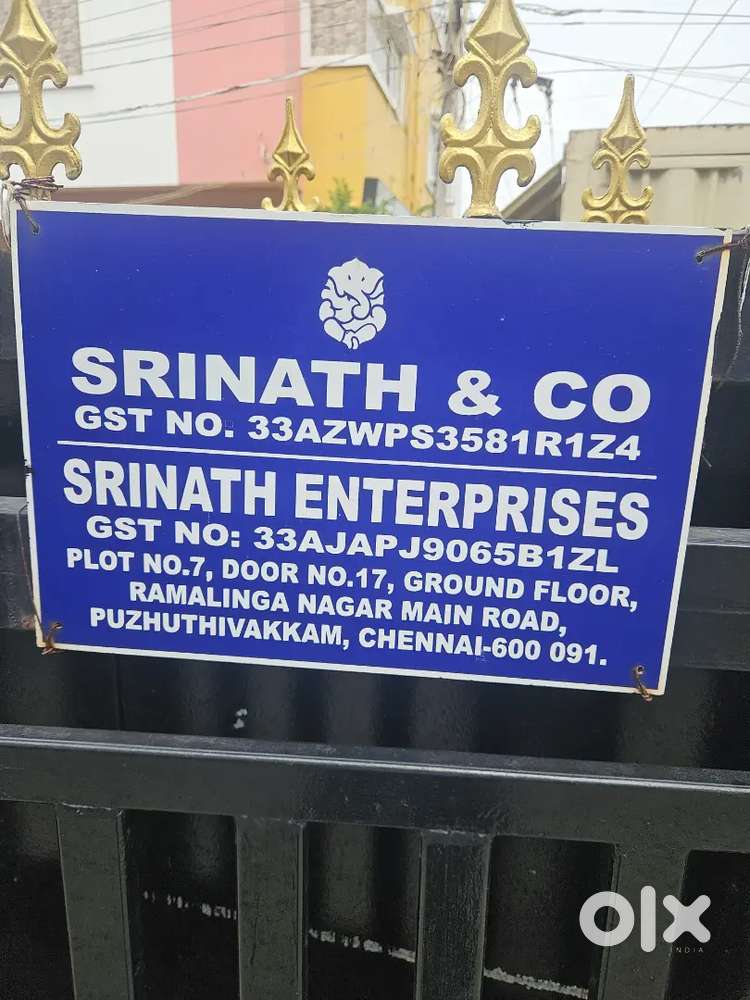 SRINATH & CO
GST NO: 33AZWPS3581R1Z4
SRINATH ENTERPRISES
GST NO: 33AJAPJ9065B1ZL
PLOT NO.7, DOOR NO.17, GROUND FLOOR,
RAMALINGA NAGAR MAIN ROAD,
PUZHUTHIVAKKAM, CHENNAI-600 091.
olx
INDIA